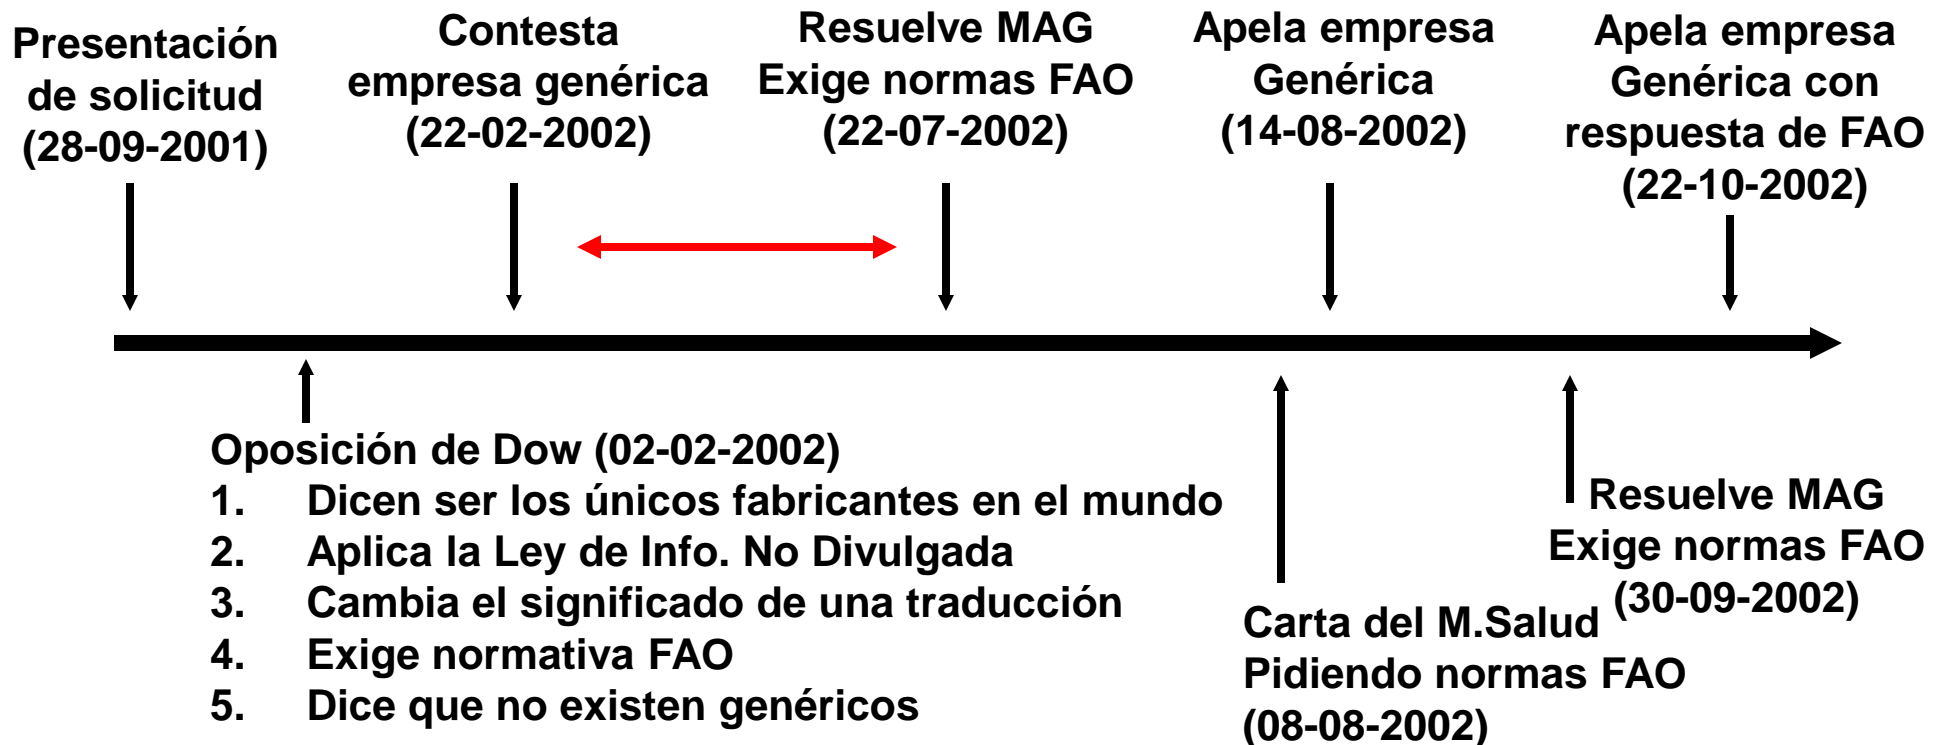 Presentación
de solicitud
(28-09-2001)
Contesta
empresa genérica
(22-02-2002)
Resuelve MAG
Exige normas FAO
(22-07-2002)
Apela empresa
Genérica
(14-08-2002)
Apela empresa
Genérica con
respuesta de FAO
(22-10-2002)
Oposición de Dow (02-02-2002)
1. Dicen ser los únicos fabricantes en el mundo
2. Aplica la Ley de Info. No Divulgada
3. Cambia el significado de una traducción
4. Exige normativa FAO
5. Dice que no existen genéricos
Carta del M.Salud
Pidiendo normas FAO
(08-08-2002)
Resuelve MAG
Exige normas FAO
(30-09-2002)